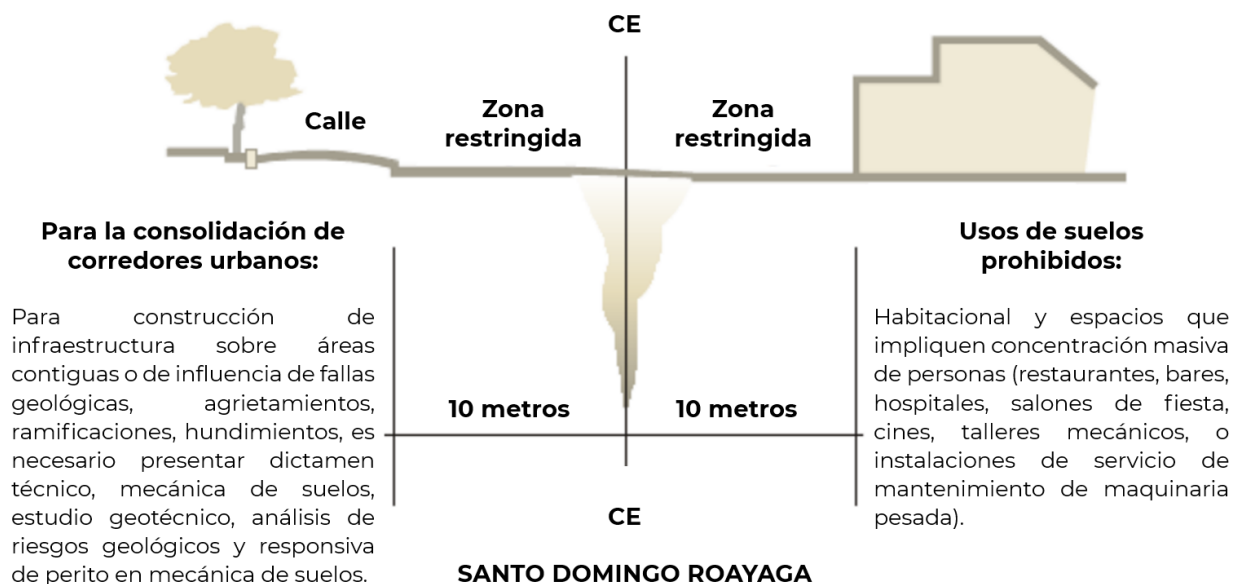 CE
Calle
Zona
restringida
Zona
restringida
Para la consolidación de
corredores urbanos:
Para construcción de
infraestructura sobre áreas
contiguas o de influencia de fallas
geológicas, agrietamientos,
ramificaciones, hundimientos, es
necesario presentar dictamen
técnico, mecánica de suelos,
estudio geotécnico, análisis de
riesgos geológicos y responsiva
de perito en mecánica de suelos.
10 metros
10 metros
Usos de suelos
prohibidos:
Habitacional y espacios que
impliquen concentración masiva
de personas (restaurantes, bares,
hospitales, salones de fiesta,
cines, talleres mecánicos, o
instalaciones de servicio de
mantenimiento de maquinaria
pesada).
CE
SANTO DOMINGO ROAYAGA